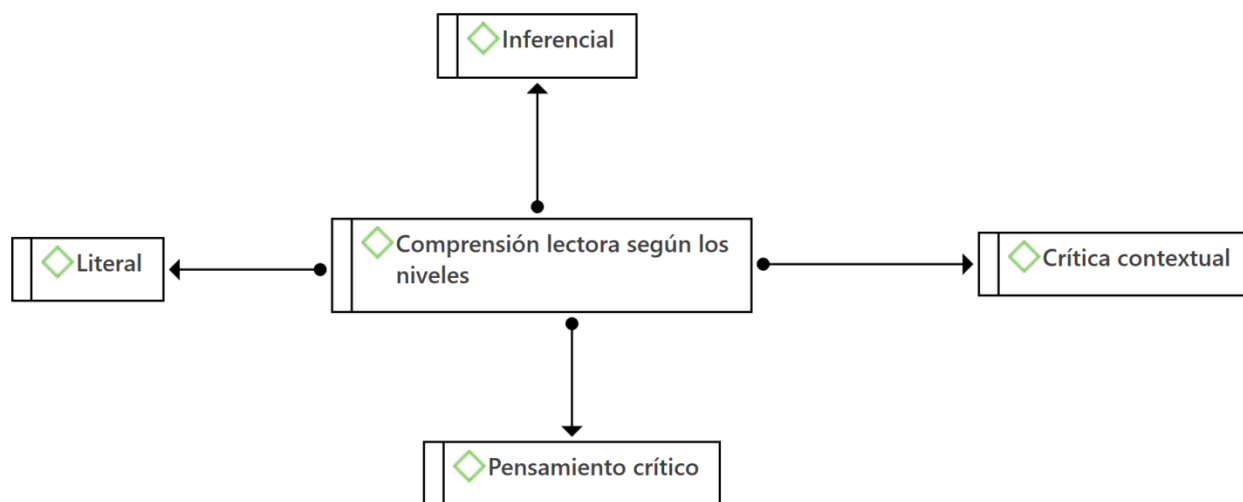 Inferencial
Comprensión lectora según los
niveles
Literal
Crítica contextual
Pensamiento crítico